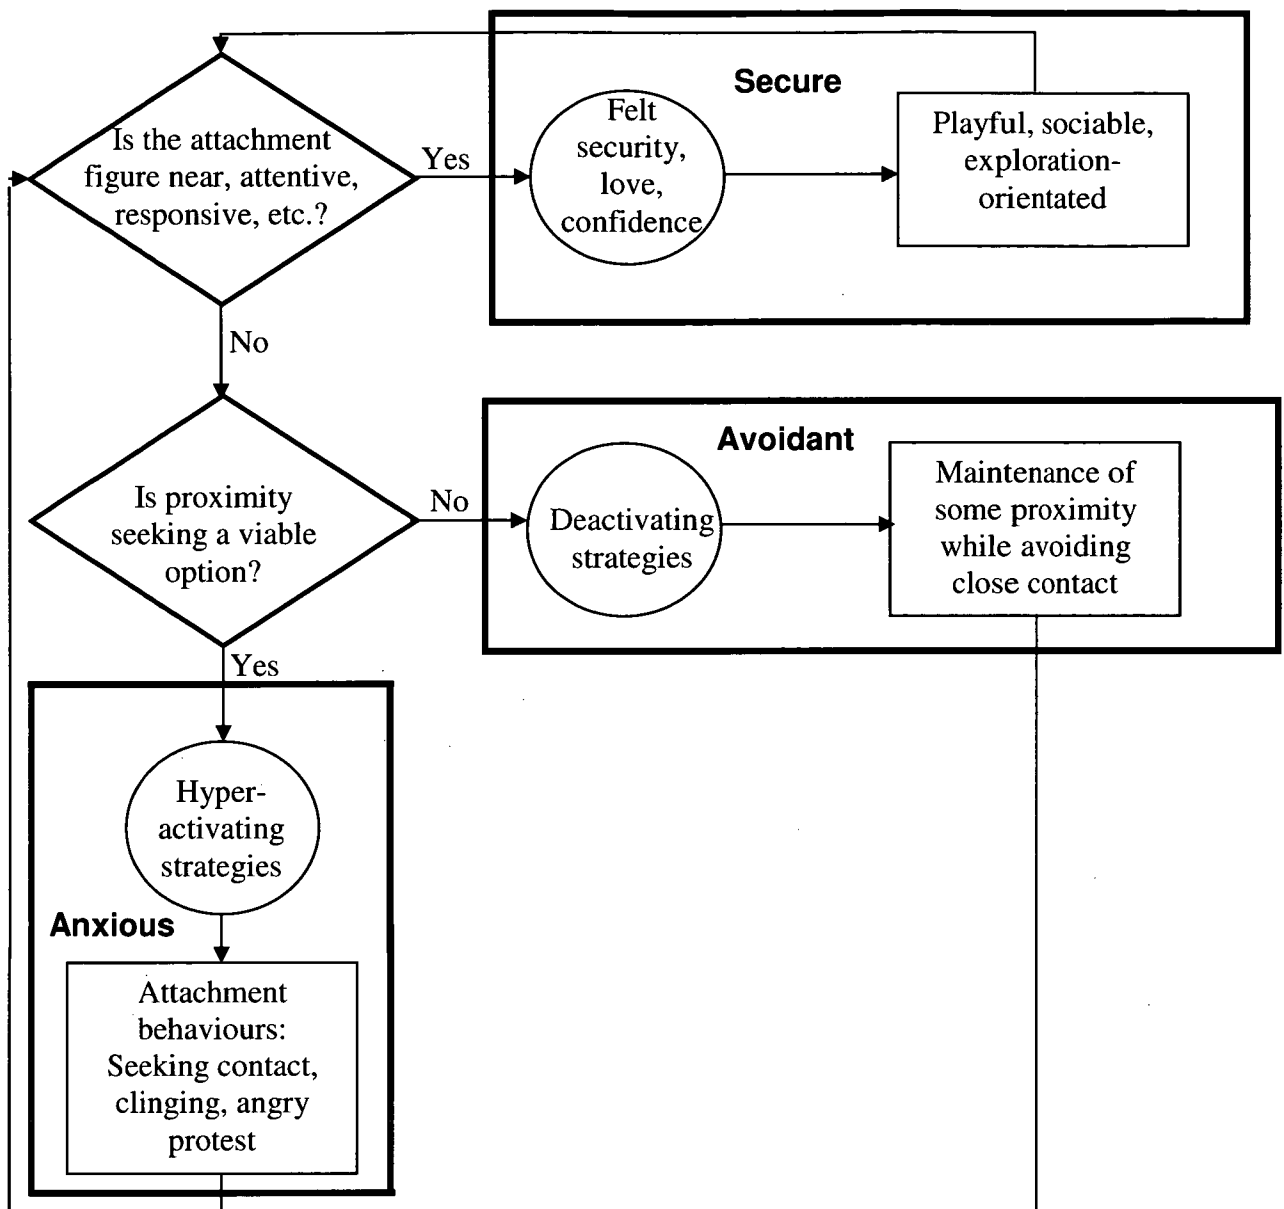 Secure
Is the attachment
figure near, attentive,
responsive, etc.?
Yes
Felt
security,
love,
confidence
Playful, sociable,
exploration-
orientated
No
Avoidant
Is proximity
seeking a viable
option?
No
Deactivating
strategies
Maintenance of
some proximity
while avoiding
close contact
Yes
Hyper-
activating
strategies
Anxious
Attachment
behaviours:
Seeking contact,
clinging, angry
protest